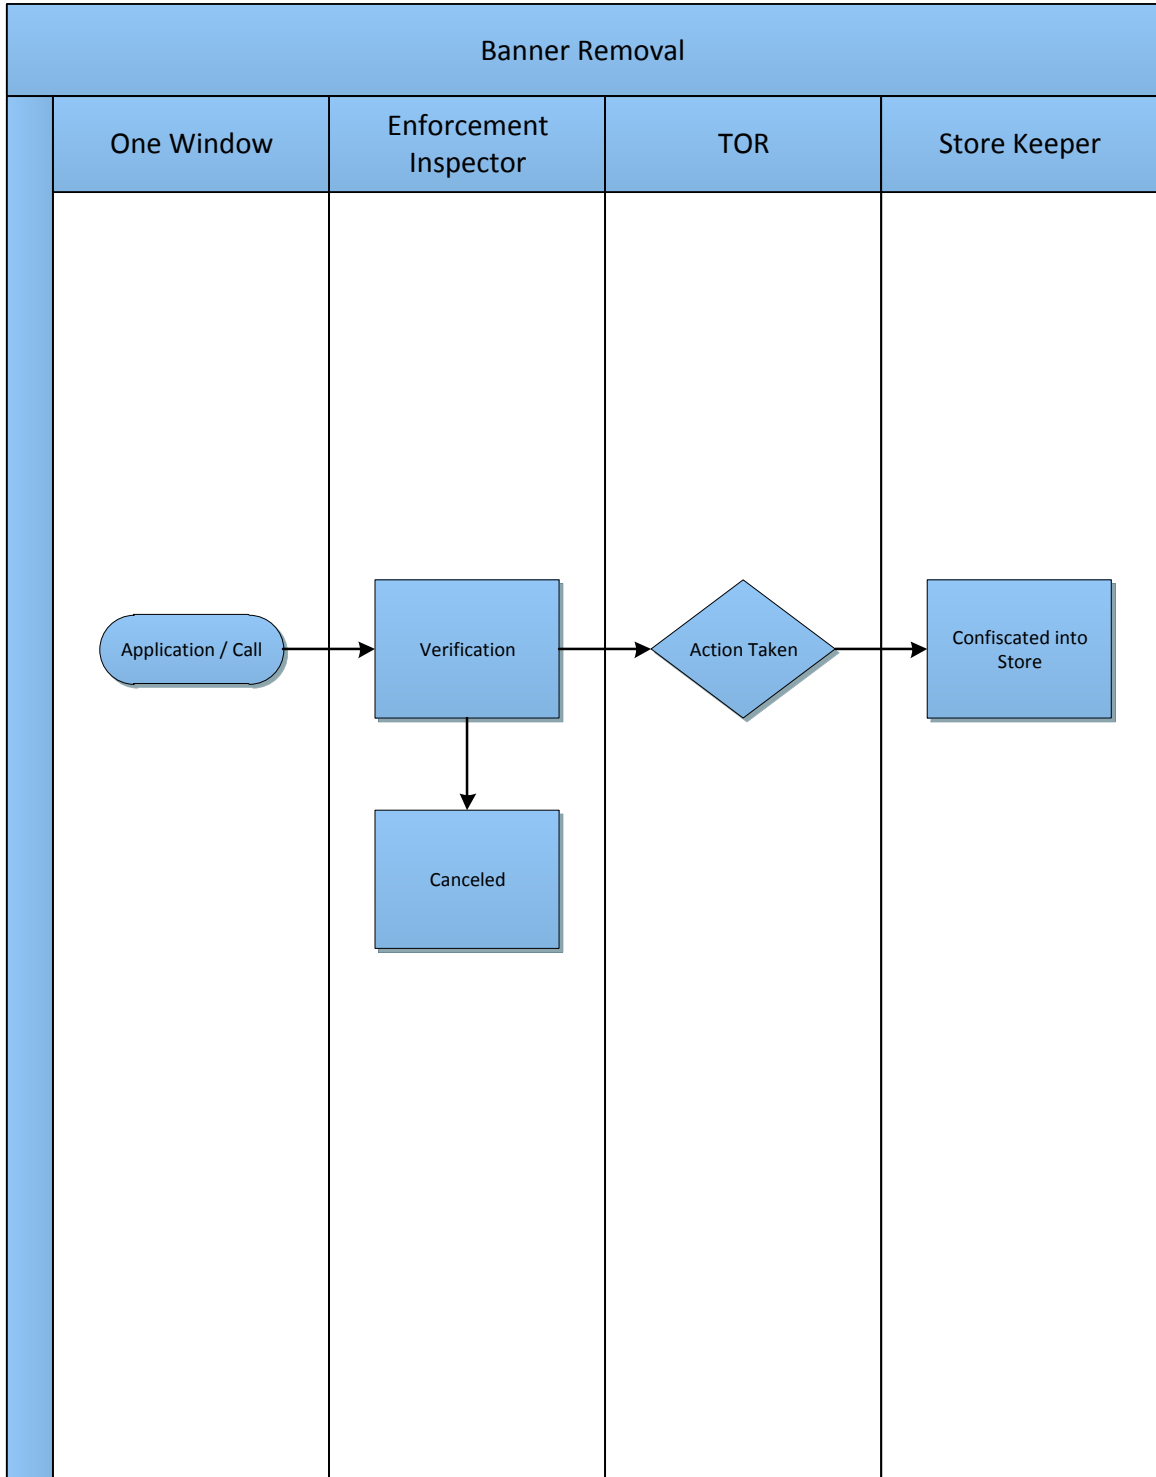 Banner Removal
One Window
Enforcement
Inspector
TOR
Store Keeper
Application / Call
Verification
Action Taken
Confiscated into
Store
Canceled